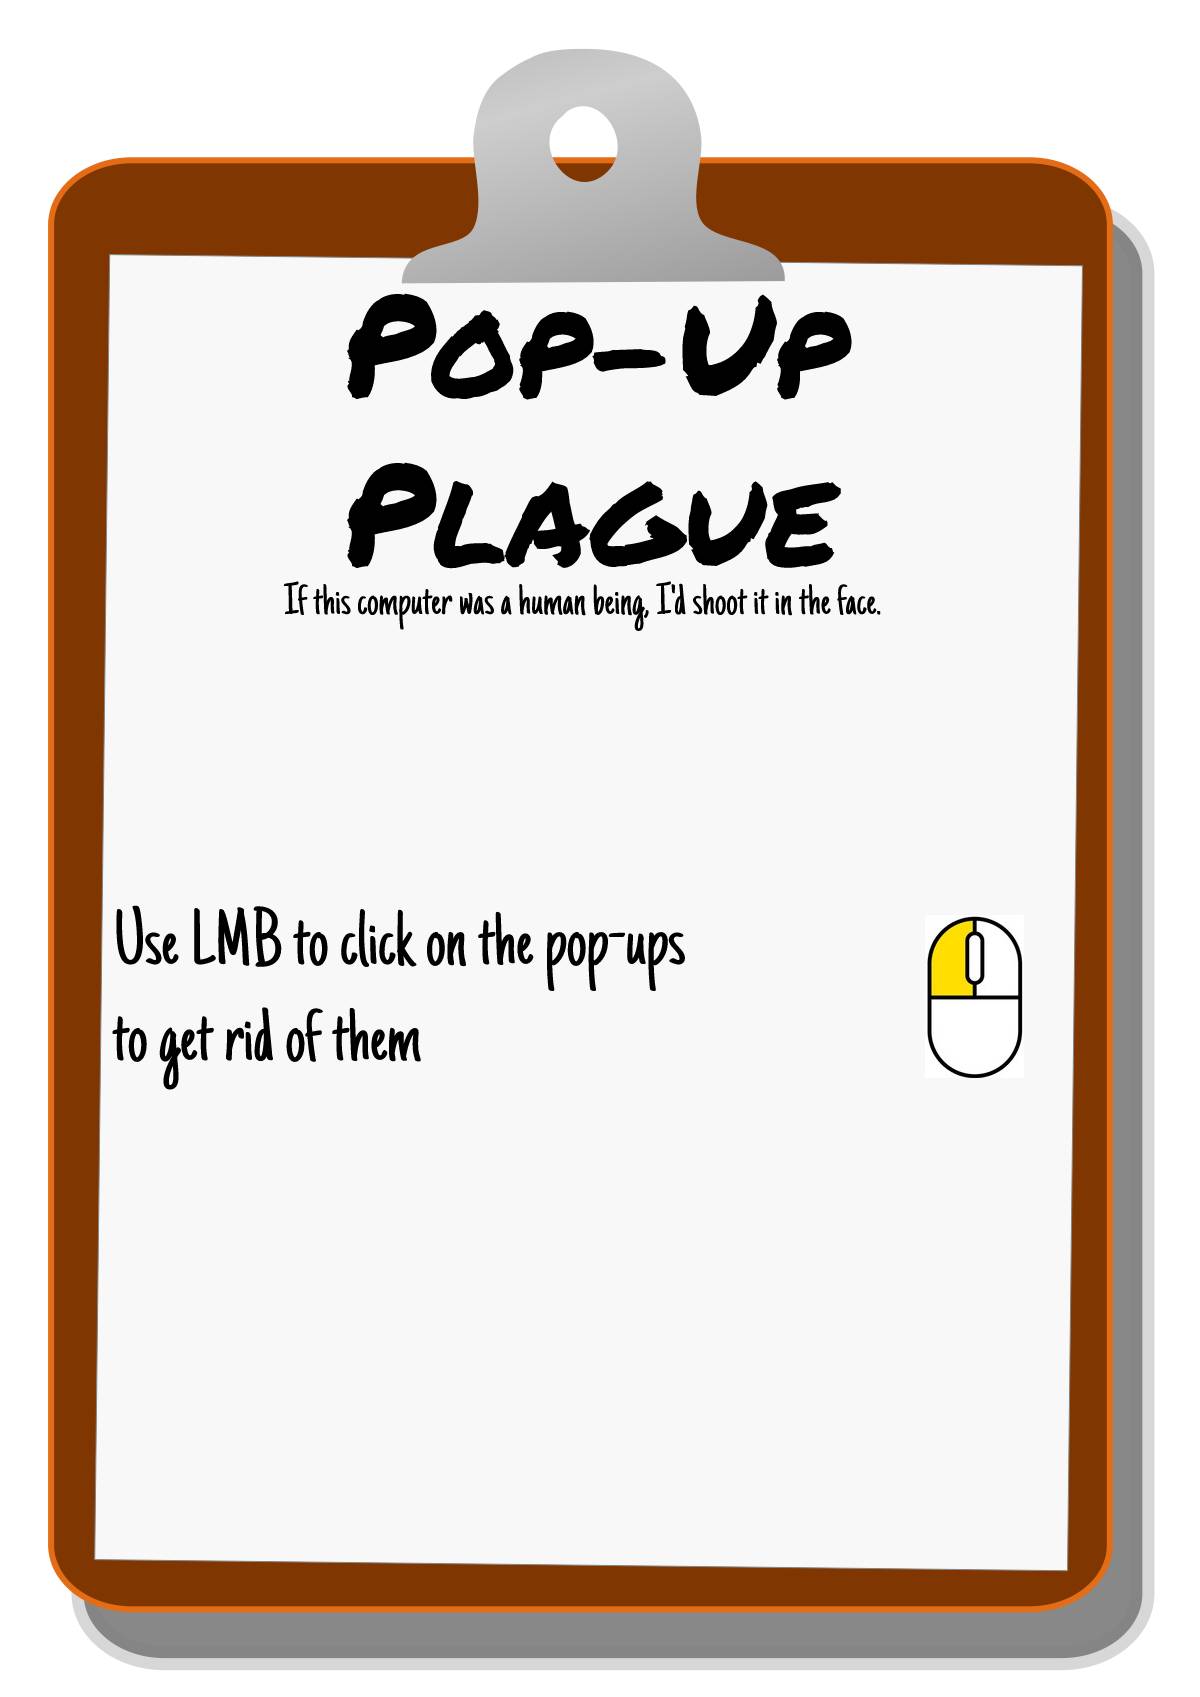 Pop-Up
Plague
If this computer was a human being, I'd shoot it in the face.
Use LMB to click on the pop-ups
to get rid of them